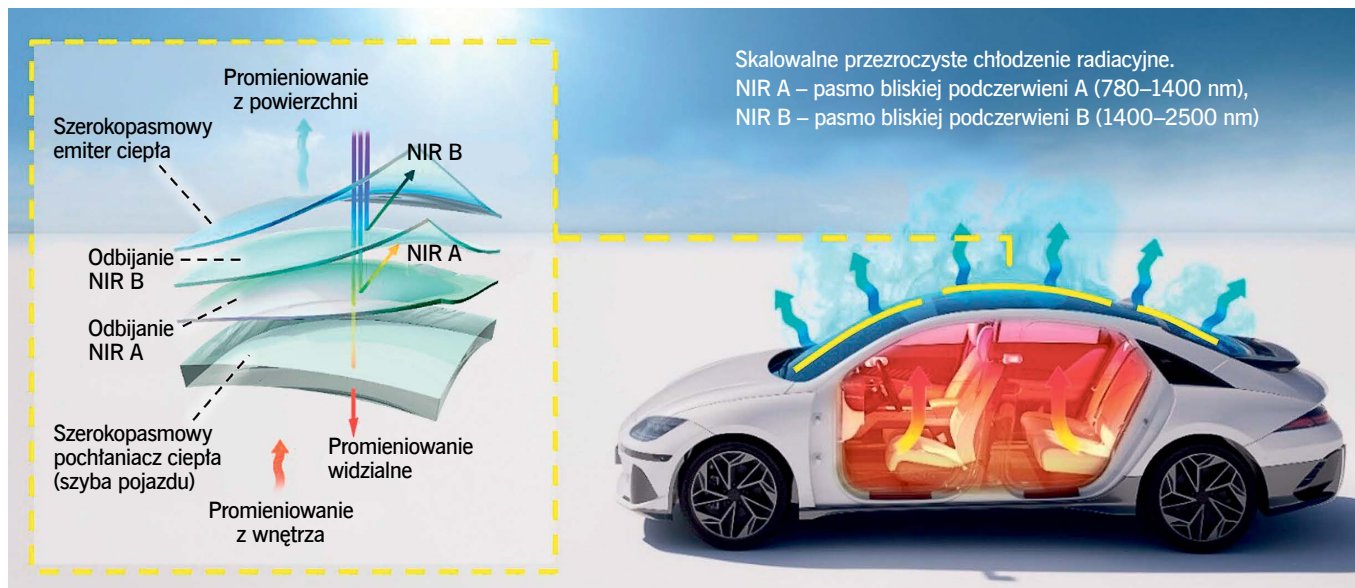 Promieniowanie
z powierzchni
Szerokopasmowy
emiter ciepła
NIR B
Odbijanie
NIR B
NIR A
Odbijanie
NIR A
Szerokopasmowy
pochłaniacz ciepła
(szyba pojazdu)
Promieniowanie
widzialne
Promieniowanie
z wnętrza
Skalowalne przezroczyste chłodzenie radiacyjne.
NIR A – pasmo bliskiej podczerwieni A (780–1400 nm),
NIR B – pasmo bliskiej podczerwieni B (1400–2500 nm)